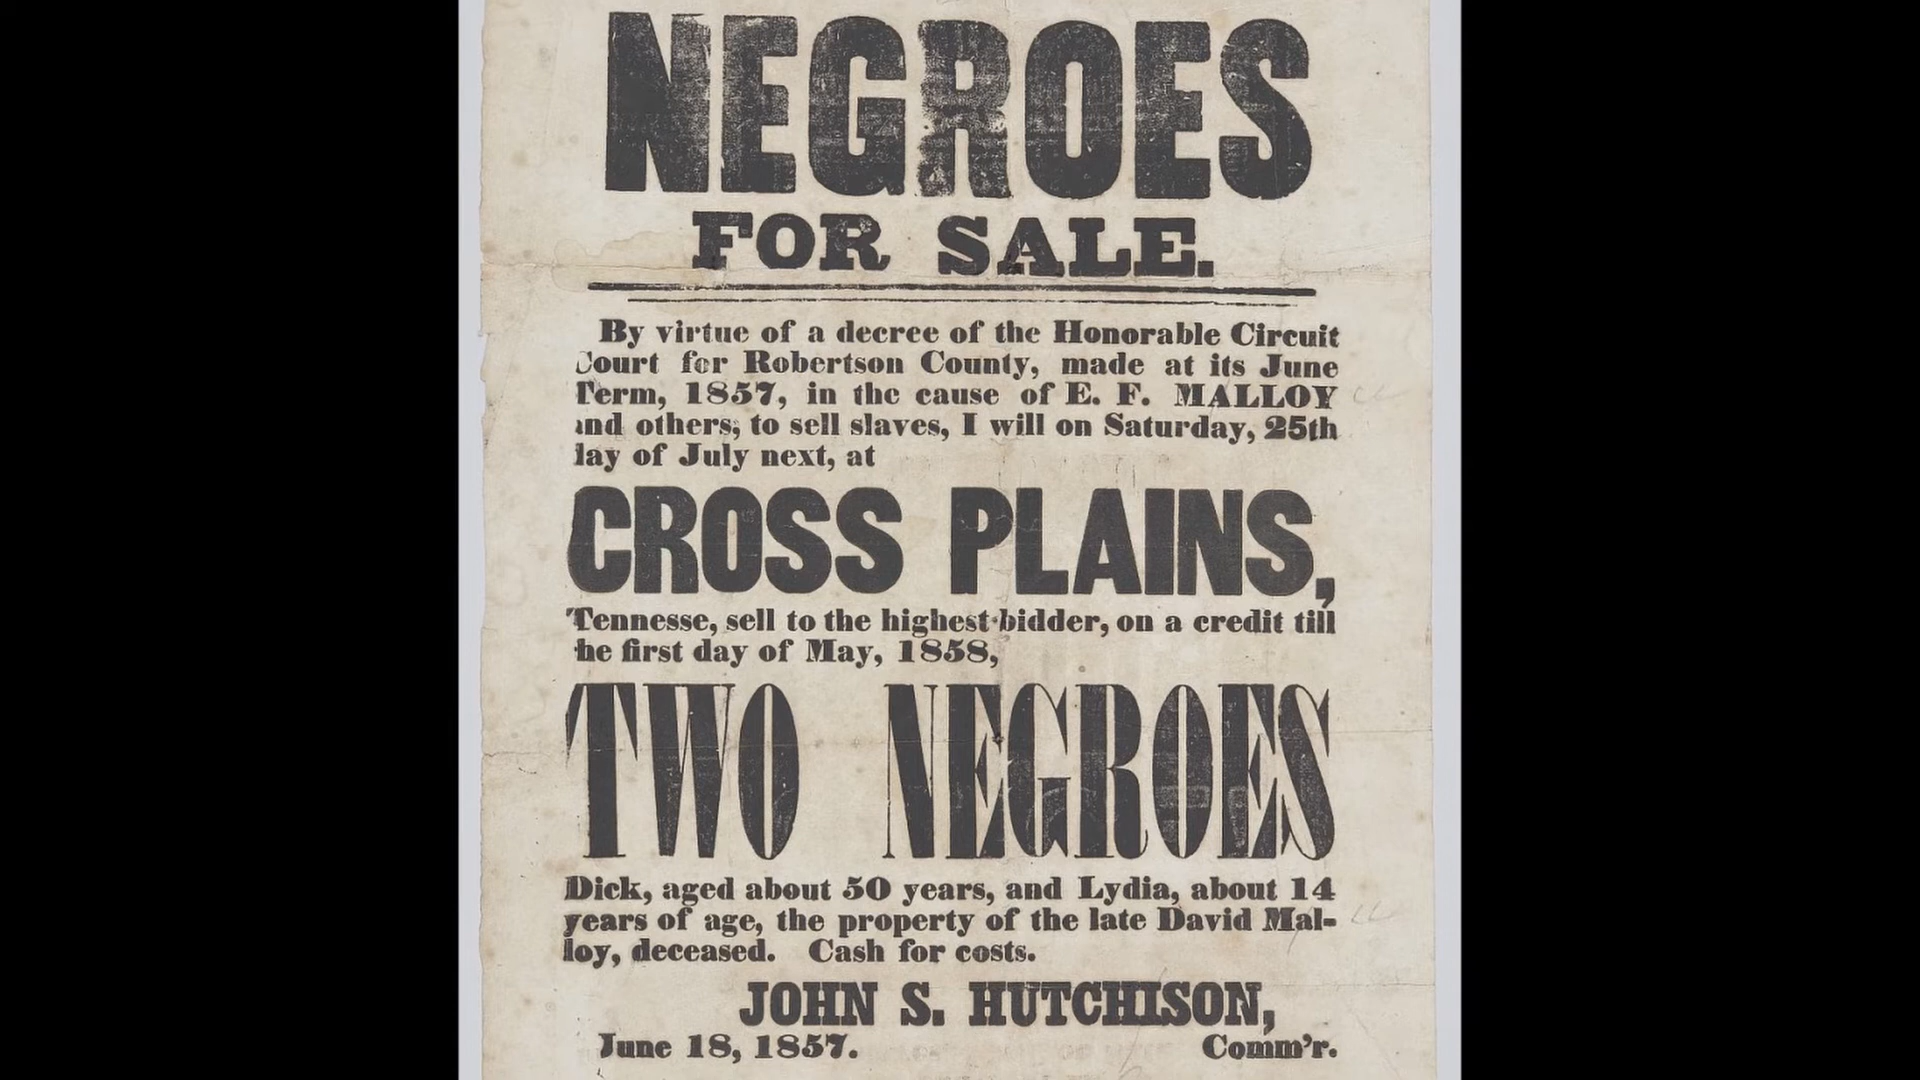 NEGROES
FOR SALE.
By virtue of a decree of the Honorable Circuit
Court for Robertson County, made at its June
Term, 1857, in the cause of E. F. MALLOY
and others, to sell slaves, I will on Saturday, 25th
day of July next, at
CROSS PLAINS,
Tennesse, sell to the highest bidder, on a credit till
he first day of May, 1858,
TWO NEGROES
Dick, aged about 50 years, and Lydia, about 14
years of age, the property of the late David Mal-
loy, deceased. Cash for costs.
JOHN S. HUTCHISON,
June 18, 1857. Comm'r.